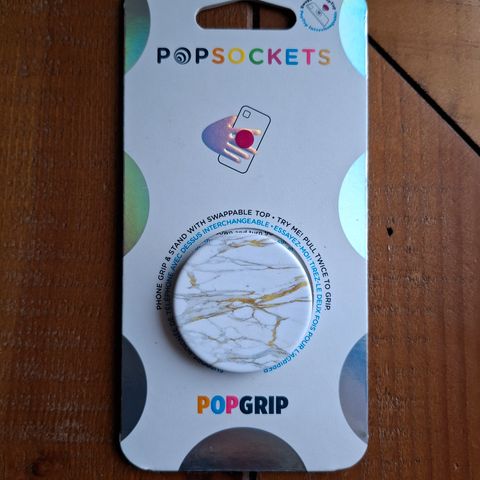 POPSOCKETS
PHONE GRIP & STAND WITH SWAPPABLE TOP • TRY ME! PULL TWICE TO GRIP.
AVEC DESSUS INTERCHANGEABLE • ESSAYEZ-MOI! TIREZ-LE DEUX FOIS POUR L'AGRIPPER
POPGRIP